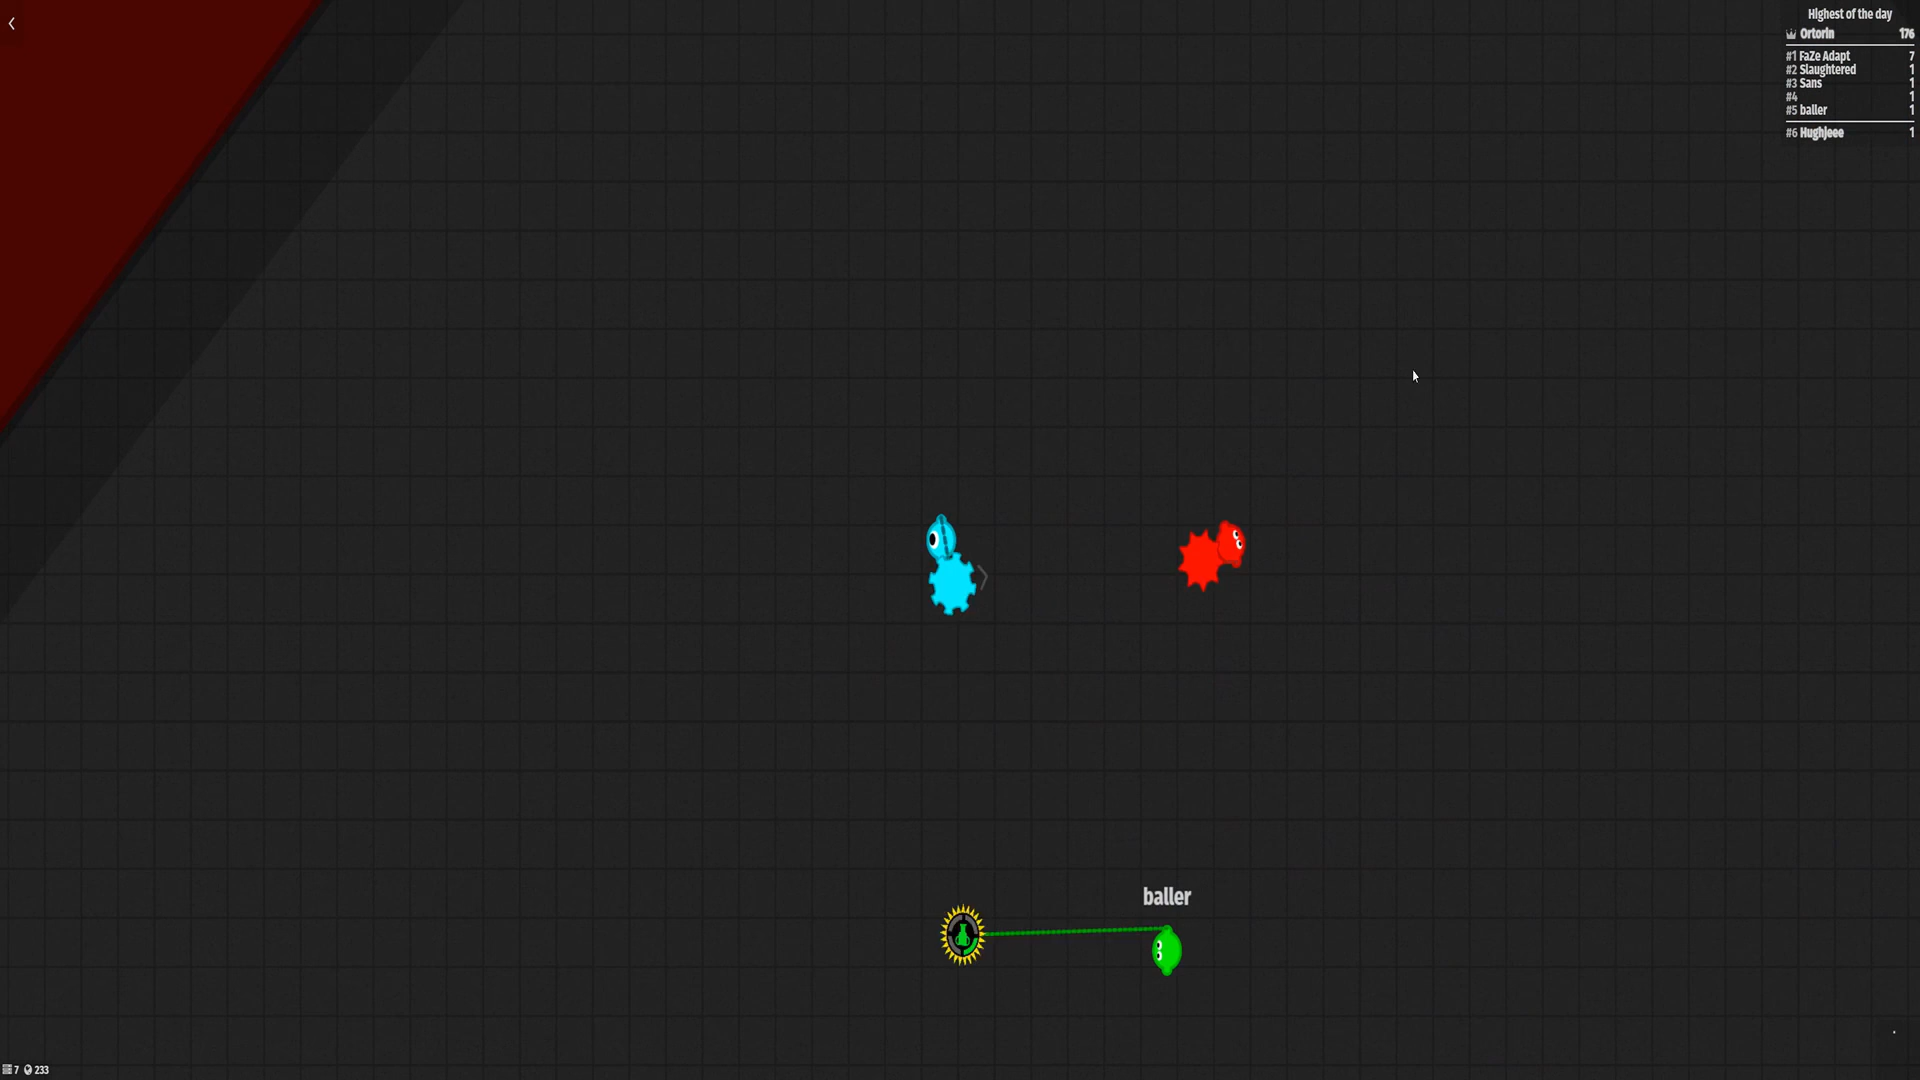 Highest of the day
Ortorin 176
#1 FaZe Adapt 7
#2 Slaughtered 1
#3 Sans 1
#4 1
#5 baller 1
#6 Hughjeee 1
baller
7 233